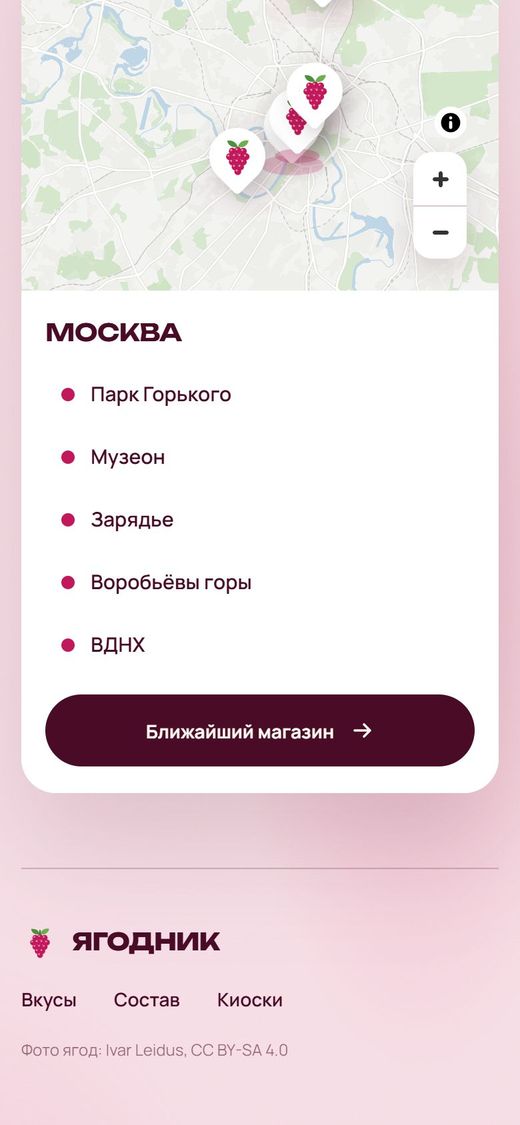 МОСКВА
Парк Горького
Музеон
Зарядье
Воробьёвы горы
ВДНХ
Ближайший магазин →
ЯГОДНИК
Вкусы Состав Киоски
Фото ягод: Ivar Leidus, CC BY-SA 4.0